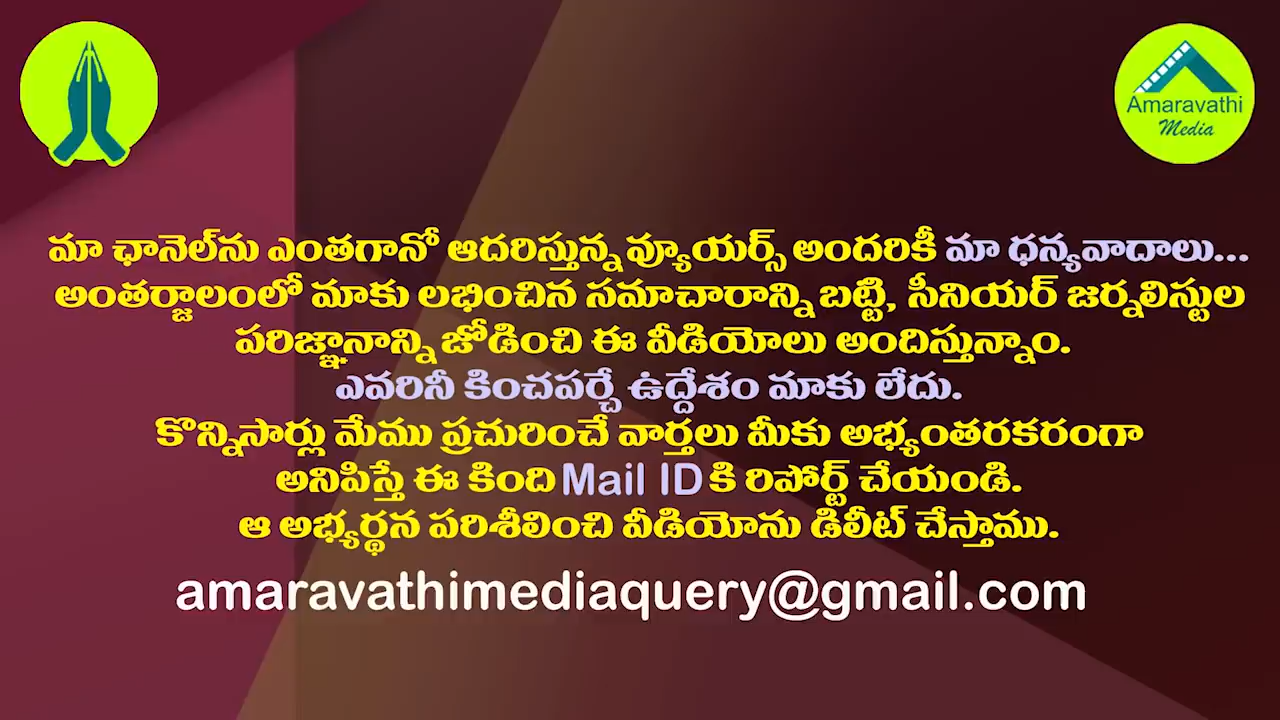 Amaravathi
Media
మా ఛానెల్‌ను ఎంతగానో ఆదరిస్తున్న వ్యూయర్స్ అందరికీ మా ధన్యవాదాలు...
అంతర్జాలంలో మాకు లభించిన సమాచారాన్ని బట్టి, సీనియర్ జర్నలిస్టుల
పరిజ్ఞానాన్ని జోడించి ఈ వీడియోలు అందిస్తున్నాం.
ఎవరినీ కించపర్చే ఉద్దేశం మాకు లేదు.
కొన్నిసార్లు మేము ప్రచురించే వార్తలు మీకు అభ్యంతరకరంగా
అనిపిస్తే ఈ కింది Mail ID కి రిపోర్ట్ చేయండి.
ఆ అభ్యర్థన పరిశీలించి వీడియోను డిలీట్ చేస్తాము.
amaravathimediaquery@gmail.com